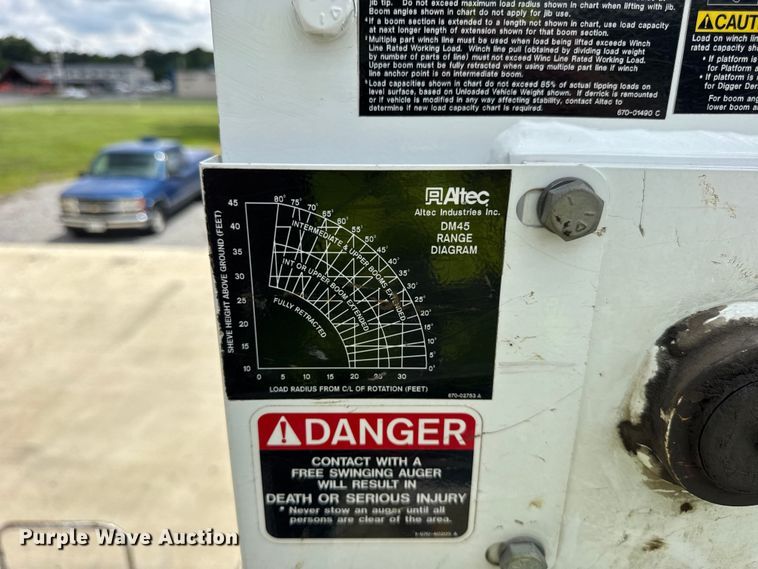 jib tip. Do not exceed maximum load radius shown in chart when lifting with jib.
Boom angles shown in chart do not apply for jib use.
If a boom section is extended to a length not shown in chart, use load capacity
at next longer length of extension shown for that boom section.
Multiple part winch line must be used when load being lifted exceeds Winch
Line Rated Working Load. Winch line pull (obtained by dividing load weight
by number of parts of line) must not exceed Winc Line Rated Working Load.
Upper boom must be fully retracted when using multiple part line if winch
line anchor point is on intermediate boom.
Load capacities shown in chart do not exceed 85% of actual tipping loads on
level surface, based on Unloaded Vehicle Weight shown. If derrick is remounted
or if vehicle is modified in any way affecting stability, contact Altec to
determine if new load capacity chart is required.
670-01490 C
CAUT
Load on winch line
rated capacity sho
• If platform is
for Platform a
• If platform is
for Digger Der
For boom ang
lower boom a
Altec
Altec Industries Inc.
DM45
RANGE
DIAGRAM
SHEVE HEIGHT ABOVE GROUND (FEET)
45
40
35
30
25
20
15
10
80° 75° 70° 65° 60° 55° 50° 45° 40° 35° 30° 25° 20° 15° 10° 5° 0°
INTERMEDIATE & UPPER BOOMS EXTENDED
INT OR UPPER BOOM EXTENDED
FULLY RETRACTED
0 5 10 15 20 25 30
LOAD RADIUS FROM C/L OF ROTATION (FEET)
670-02753 A
DANGER
CONTACT WITH A
FREE SWINGING AUGER
WILL RESULT IN
DEATH OR SERIOUS INJURY
* Never stow an auger until all
persons are clear of the area.
Purple Wave Auction